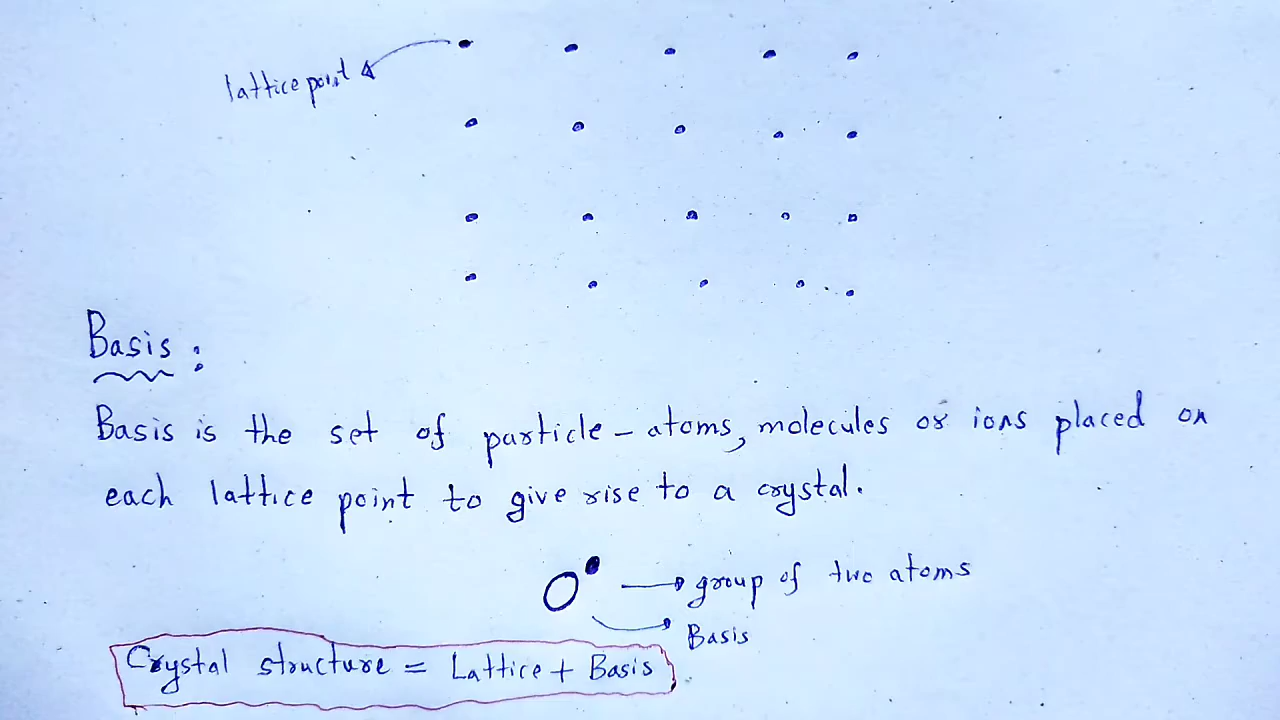 lattice point
Basis :
Basis is the set of particle - atoms, molecules or ions placed on
each lattice point to give rise to a crystal.
group of two atoms
Basis
Crystal structure = Lattice + Basis